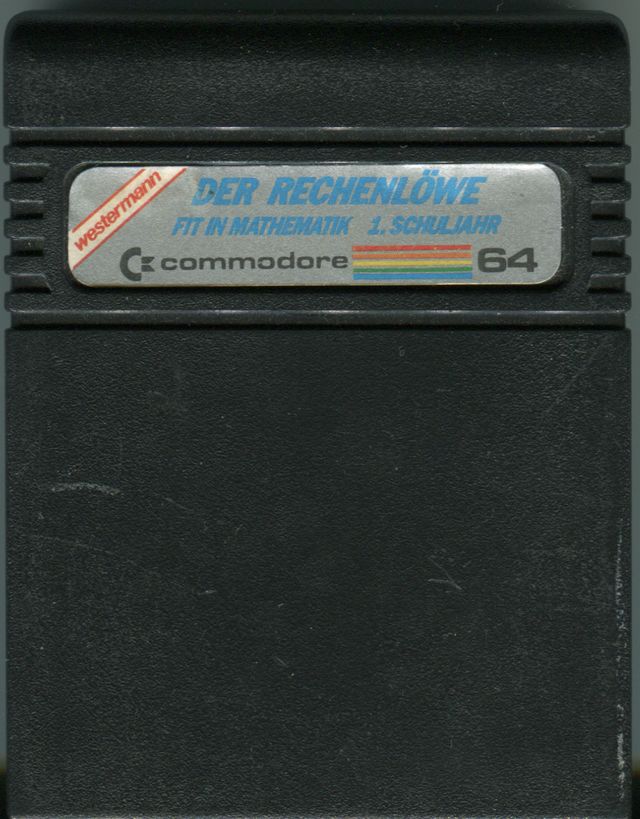 westermann
DER RECHENLÖWE
FIT IN MATHEMATIK 1. SCHULJAHR
commodore 64